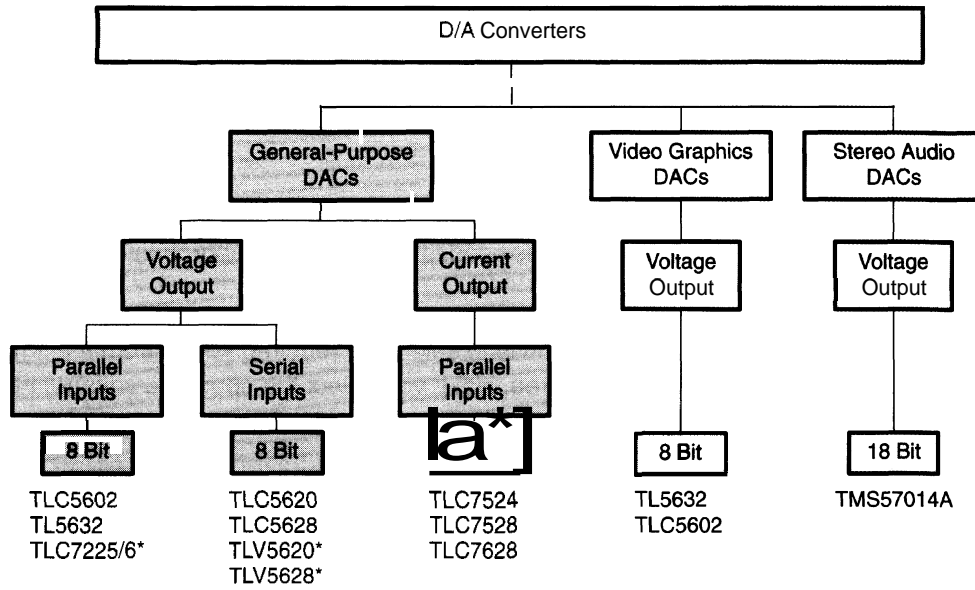 D/A Converters
General-Purpose
DACs
Video Graphics
DACs
Stereo Audio
DACs
Voltage
Output
Current
Output
Voltage
Output
Voltage
Output
Parallel
Inputs
Serial
Inputs
Parallel
Inputs
8 Bit
8 Bit
la*]
8 Bit
18 Bit
TLC5602
TL5632
TLC7225/6*
TLC5620
TLC5628
TLV5620*
TLV5628*
TLC7524
TLC7528
TLC7628
TL5632
TLC5602
TMS57014A